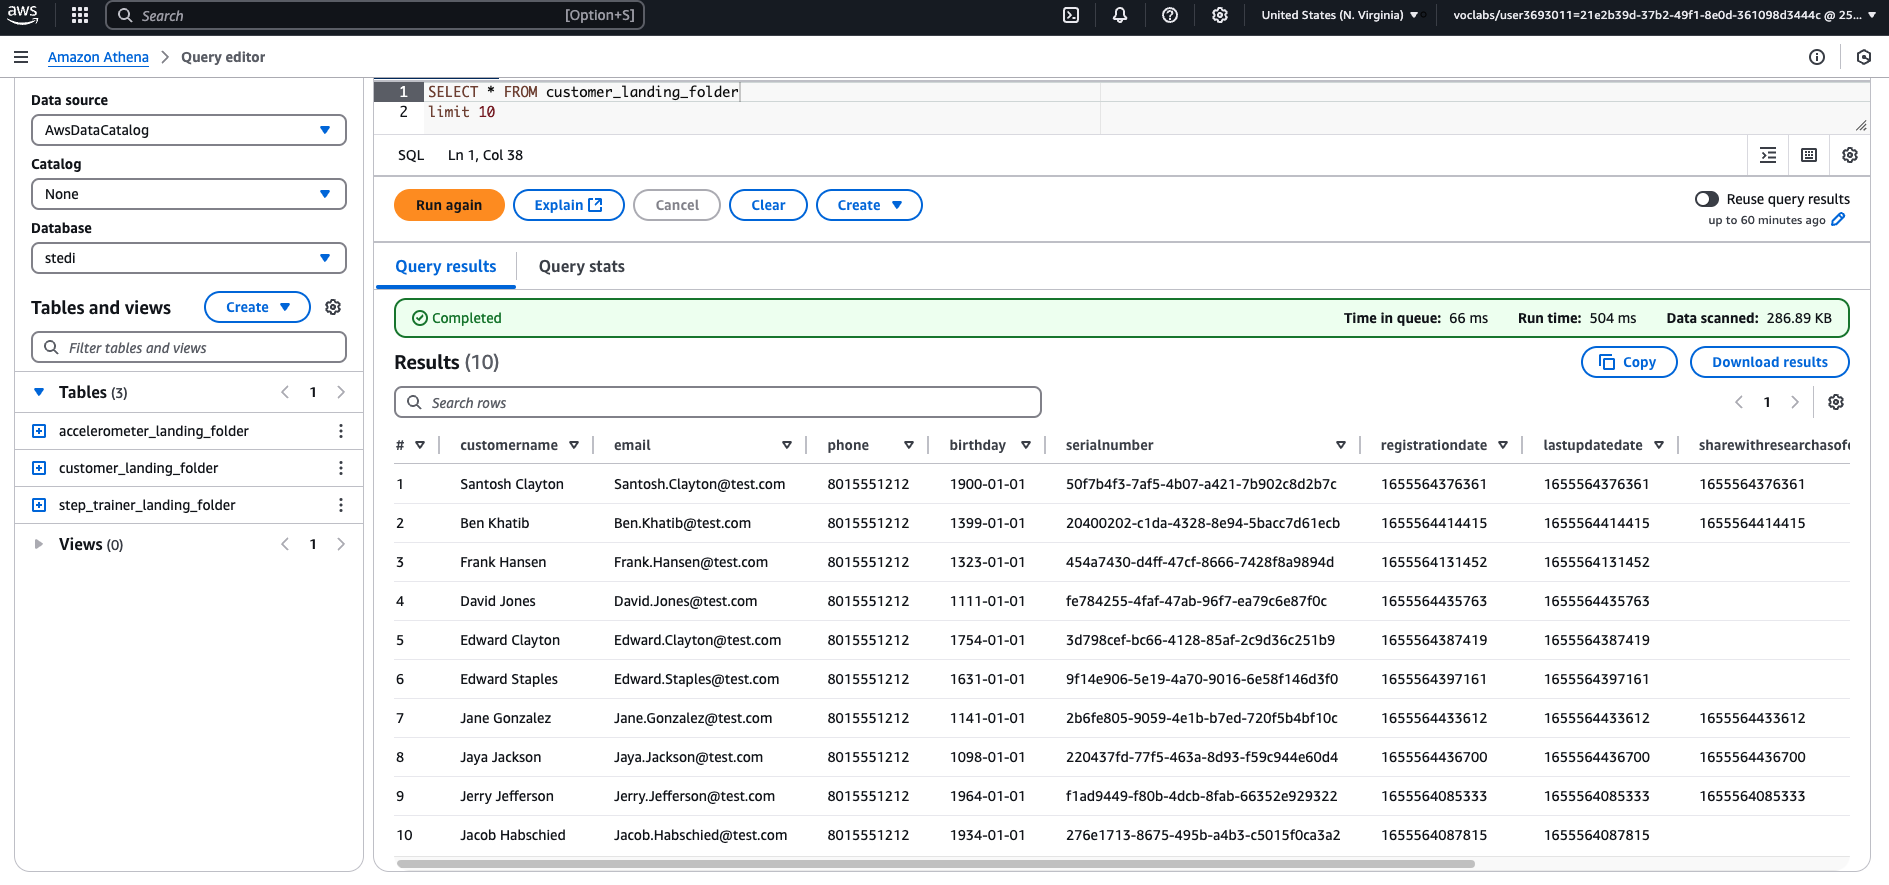 aws
Search [Option+S]
United States (N. Virginia)
voclabs/user3693011=21e2b39d-37b2-49f1-8e0d-361098d3444c @ 25...
Amazon Athena > Query editor
Data source
AwsDataCatalog
Catalog
None
Database
stedi
Tables and views
Create
Filter tables and views
Tables (3) < 1 >
accelerometer_landing_folder
customer_landing_folder
step_trainer_landing_folder
Views (0) < 1 >
1 SELECT * FROM customer_landing_folder
2 limit 10
SQL Ln 1, Col 38
Run again
Explain
Cancel
Clear
Create
Reuse query results
up to 60 minutes ago
Query results
Query stats
Completed
Time in queue: 66 ms Run time: 504 ms Data scanned: 286.89 KB
Results (10)
Copy
Download results
Search rows
< 1 >
# customername email phone birthday serialnumber registrationdate lastupdatedate
1 Santosh Clayton Santosh.Clayton@test.com 8015551212 1900-01-01 50f7b4f3-7af5-4b07-a421-7b902c8d2b7c 1655564376361 1655564376361 1655564376361
2 Ben Khatib Ben.Khatib@test.com 8015551212 1399-01-01 20400202-c1da-4328-8e94-5bacc7d61ecb 1655564414415 1655564414415 1655564414415
3 Frank Hansen Frank.Hansen@test.com 8015551212 1323-01-01 454a7430-d4ff-47cf-8666-7428f8a9894d 1655564131452 1655564131452
4 David Jones David.Jones@test.com 8015551212 1111-01-01 fe784255-4faf-47ab-96f7-ea79c6e87f0c 1655564435763 1655564435763
5 Edward Clayton Edward.Clayton@test.com 8015551212 1754-01-01 3d798cef-bc66-4128-85af-2c9d36c251b9 1655564387419 1655564387419
6 Edward Staples Edward.Staples@test.com 8015551212 1631-01-01 9f14e906-5e19-4a70-9016-6e58f146d3f0 1655564397161 1655564397161
7 Jane Gonzalez Jane.Gonzalez@test.com 8015551212 1141-01-01 2b6fe805-9059-4e1b-b7ed-720f5b4bf10c 1655564433612 1655564433612 1655564433612
8 Jaya Jackson Jaya.Jackson@test.com 8015551212 1098-01-01 220437fd-77f5-463a-8d93-f59c944e60d4 1655564436700 1655564436700 1655564436700
9 Jerry Jefferson Jerry.Jefferson@test.com 8015551212 1964-01-01 f1ad9449-f80b-4dcb-8fab-66352e929322 1655564085333 1655564085333 1655564085333
10 Jacob Habschied Jacob.Habschied@test.com 8015551212 1934-01-01 276e1713-8675-495b-a4b3-c5015f0ca3a2 1655564087815 1655564087815